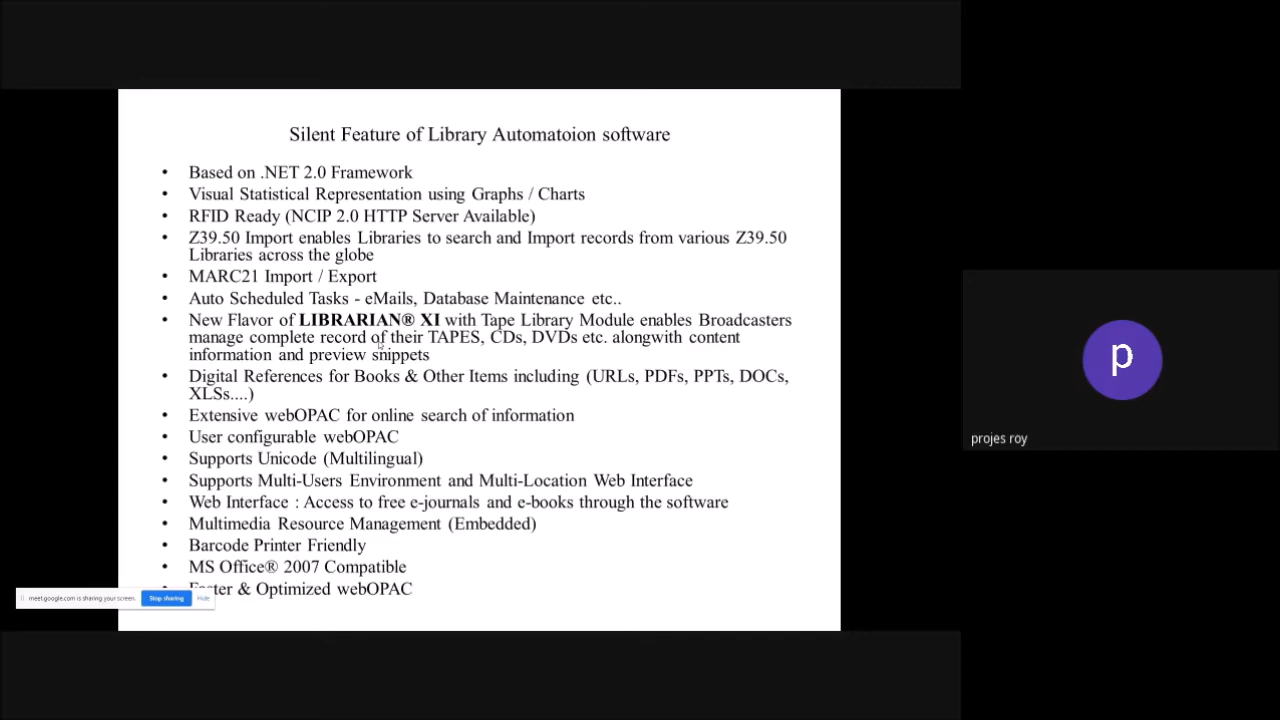 Silent Feature of Library Automatoion software
• Based on .NET 2.0 Framework
• Visual Statistical Representation using Graphs / Charts
• RFID Ready (NCIP 2.0 HTTP Server Available)
• Z39.50 Import enables Libraries to search and Import records from various Z39.50
Libraries across the globe
• MARC21 Import / Export
• Auto Scheduled Tasks - eMails, Database Maintenance etc..
• New Flavor of LIBRARIAN® XI with Tape Library Module enables Broadcasters
manage complete record of their TAPES, CDs, DVDs etc. alongwith content
information and preview snippets
• Digital References for Books & Other Items including (URLs, PDFs, PPTs, DOCs,
XLSs....)
• Extensive webOPAC for online search of information
• User configurable webOPAC
• Supports Unicode (Multilingual)
• Supports Multi-Users Environment and Multi-Location Web Interface
• Web Interface : Access to free e-journals and e-books through the software
• Multimedia Resource Management (Embedded)
• Barcode Printer Friendly
• MS Office® 2007 Compatible
• Faster & Optimized webOPAC
meet.google.com is sharing your screen. Stop sharing Hide
p
projes roy